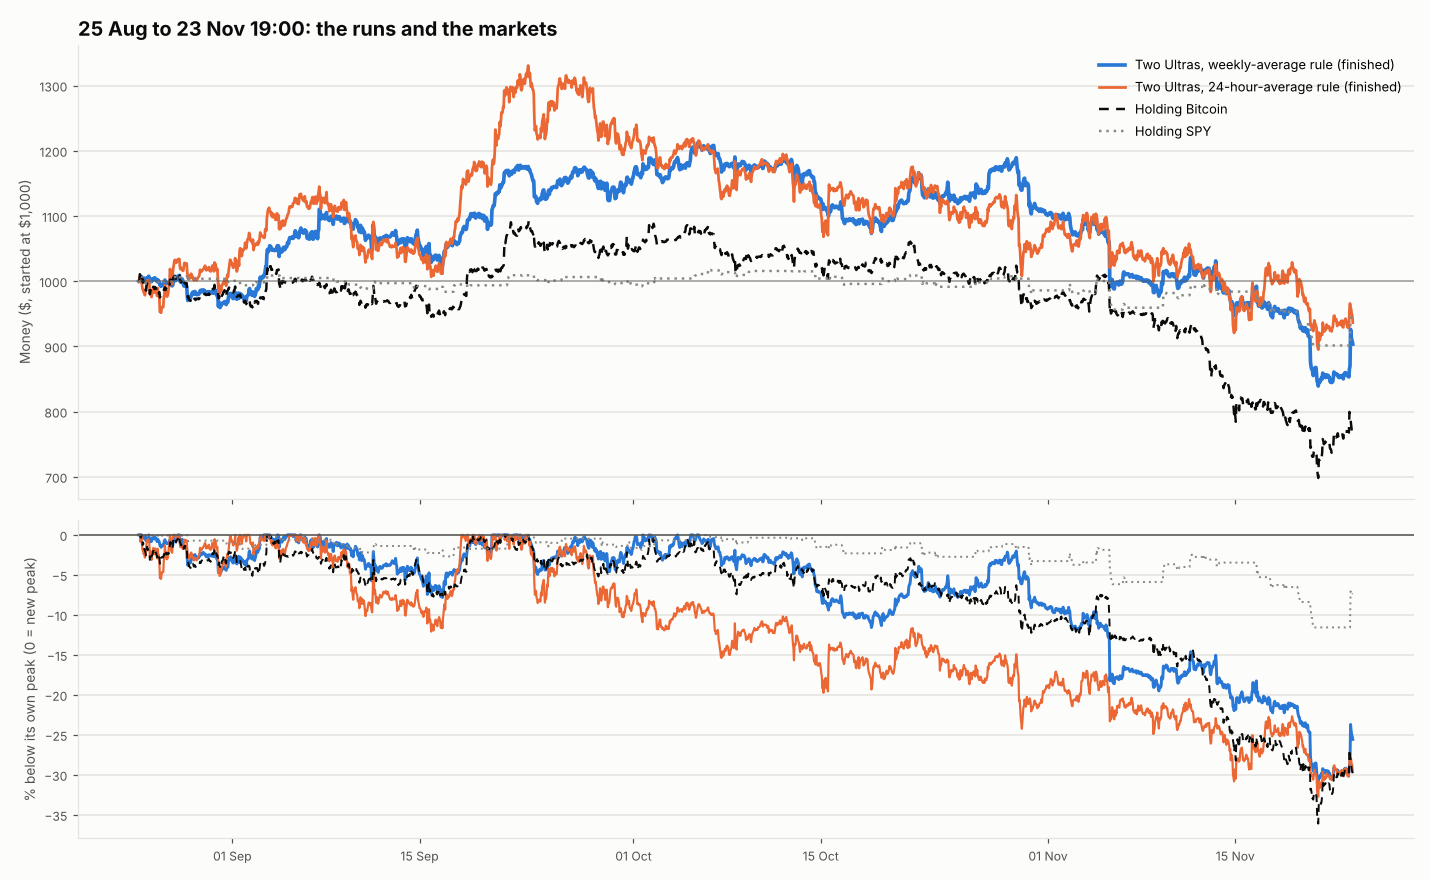 25 Aug to 23 Nov 19:00: the runs and the markets
Two Ultras, weekly-average rule (finished)
Two Ultras, 24-hour-average rule (finished)
Holding Bitcoin
Holding SPY
Money ($, started at $1,000)
1300
1200
1100
1000
900
800
700
% below its own peak (0 = new peak)
0
−5
−10
−15
−20
−25
−30
−35
01 Sep
15 Sep
01 Oct
15 Oct
01 Nov
15 Nov